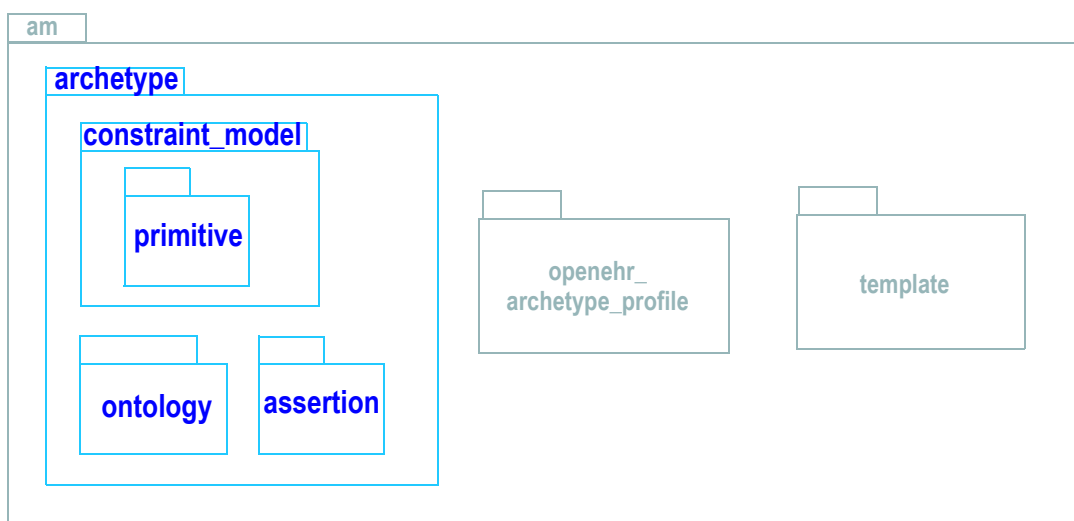 am
archetype
constraint_model
primitive
ontology
assertion
openehr_
archetype_profile
template